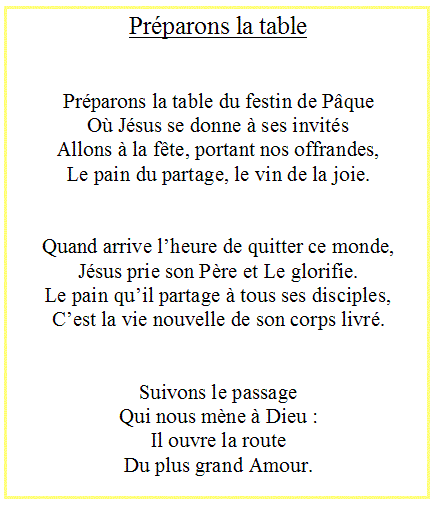 Préparons la table
Préparons la table du festin de Pâque
Où Jésus se donne à ses invités
Allons à la fête, portant nos offrandes,
Le pain du partage, le vin de la joie.
Quand arrive l’heure de quitter ce monde,
Jésus prie son Père et Le glorifie.
Le pain qu’il partage à tous ses disciples,
C’est la vie nouvelle de son corps livré.
Suivons le passage
Qui nous mène à Dieu :
Il ouvre la route
Du plus grand Amour.